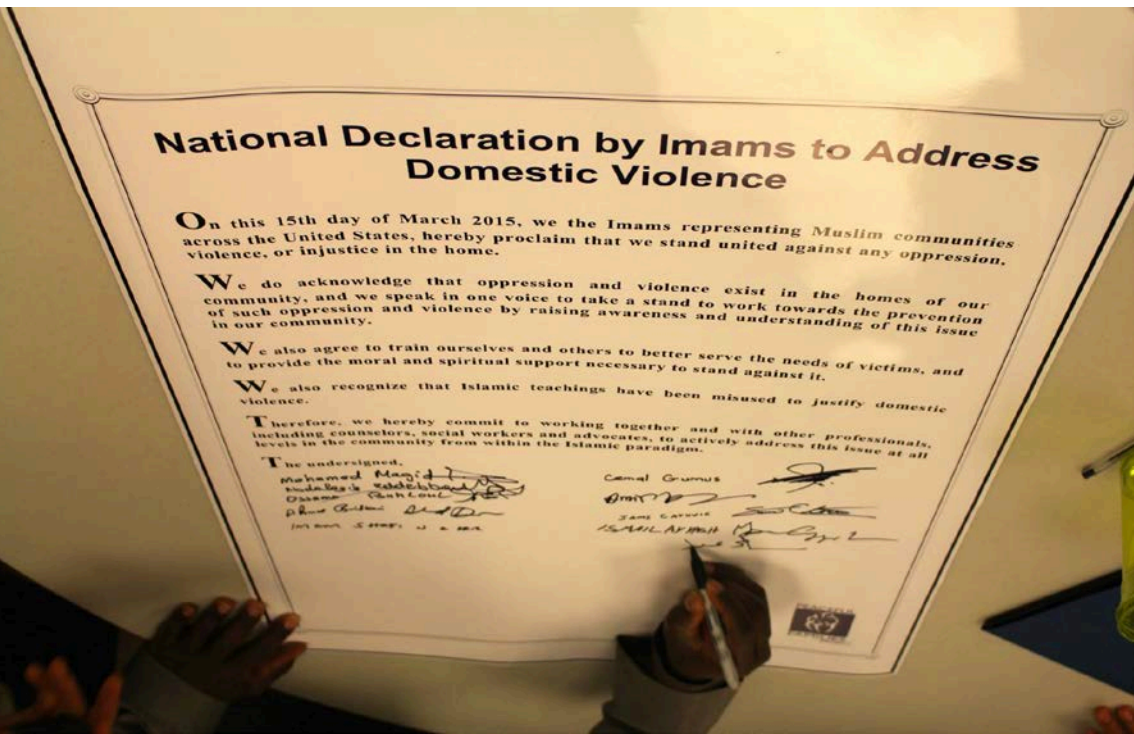 National Declaration by Imams to Address
Domestic Violence
On this 15th day of March 2015, we the Imams representing Muslim communities
across the United States, hereby proclaim that we stand united against any oppression,
violence, or injustice in the home.
We do acknowledge that oppression and violence exist in the homes of our
community, and we speak in one voice to take a stand to work towards the prevention
of such oppression and violence by raising awareness and understanding of this issue
in our community.
We also agree to train ourselves and others to better serve the needs of victims, and
to provide the moral and spiritual support necessary to stand against it.
We also recognize that Islamic teachings have been misused to justify domestic
violence.
Therefore, we hereby commit to working together and with other professionals,
including counselors, social workers and advocates, to actively address this issue at all
levels in the community from within the Islamic paradigm.
The undersigned,
Mohamed Magid
Cemal Gumus
Bahloul
Imam
ISMAIL
PEACEFUL